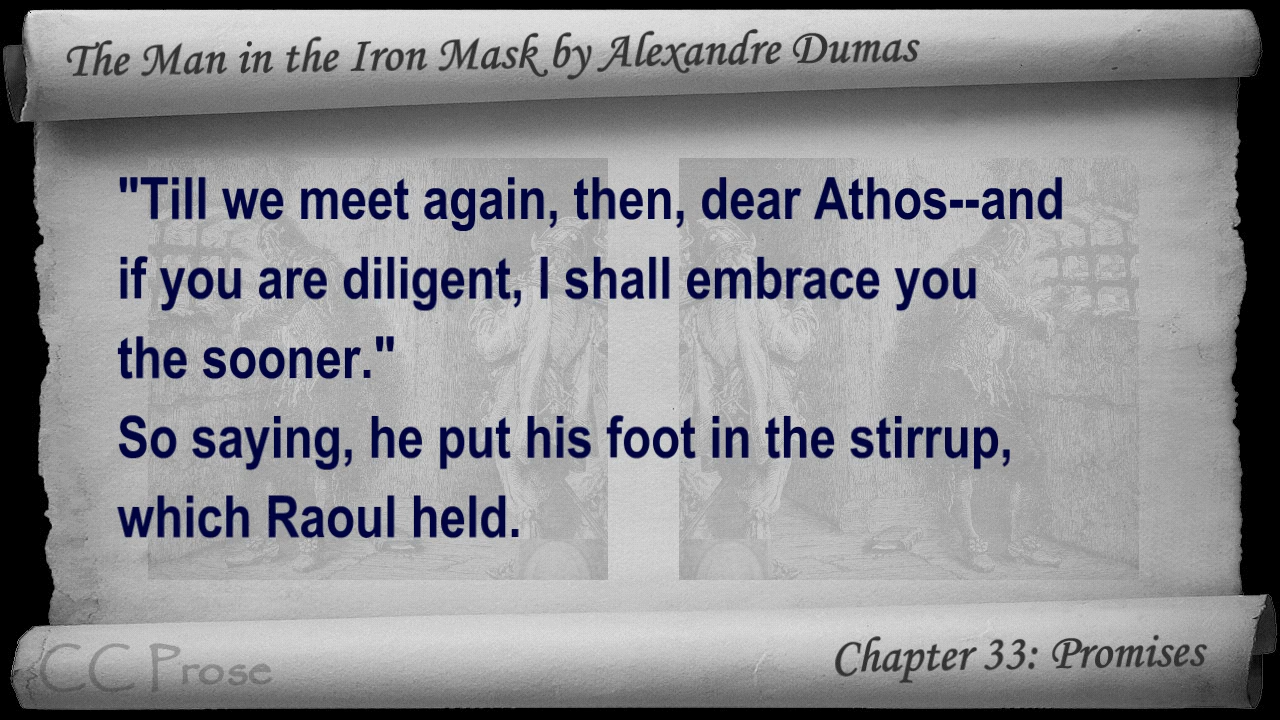 The Man in the Iron Mask by Alexandre Dumas
"Till we meet again, then, dear Athos--and
if you are diligent, I shall embrace you
the sooner."
So saying, he put his foot in the stirrup,
which Raoul held.
CC Prose
Chapter 33: Promises